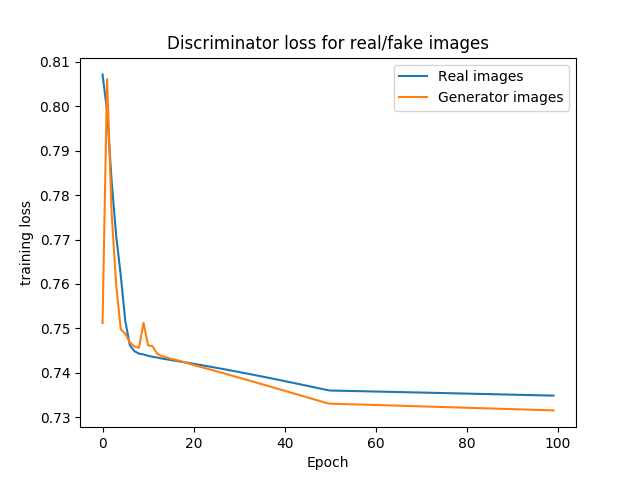 Discriminator loss for real/fake images
Real images
Generator images
training loss
0.81
0.80
0.79
0.78
0.77
0.76
0.75
0.74
0.73
0 20 40 60 80 100
Epoch